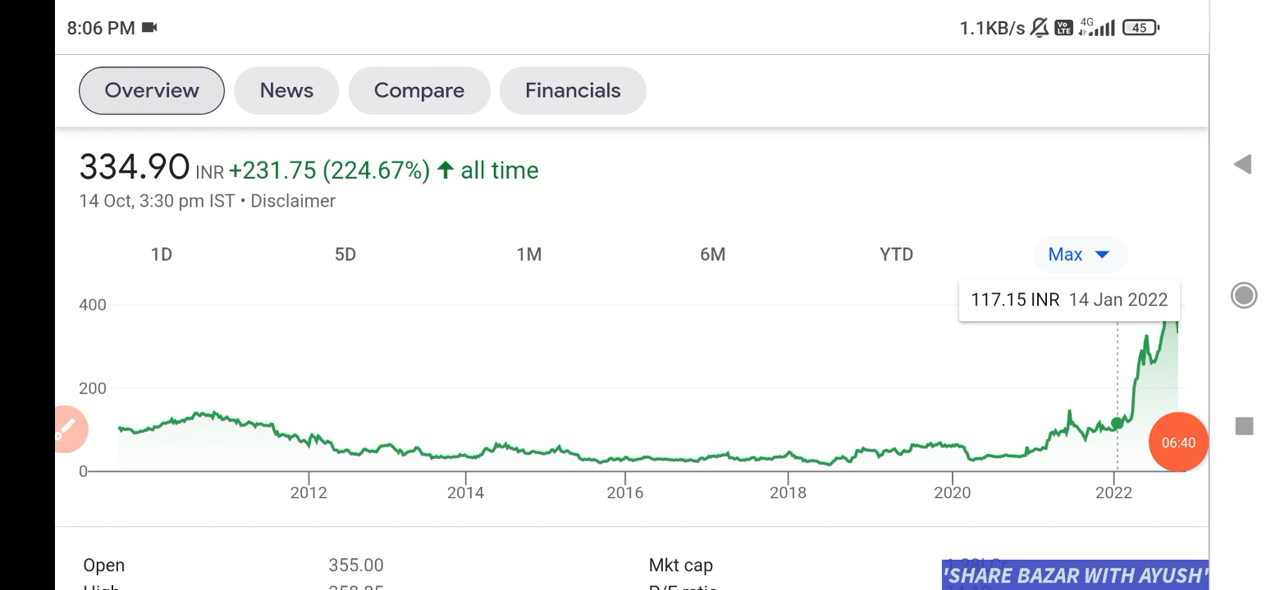 8:06 PM 1.1KB/s Vo LTE 4G 45
Overview News Compare Financials
334.90 INR +231.75 (224.67%) all time
14 Oct, 3:30 pm IST • Disclaimer
1D 5D 1M 6M YTD Max
117.15 INR 14 Jan 2022
400
200
06:40
0
2012 2014 2016 2018 2020 2022
Open 355.00 Mkt cap
'SHARE BAZAR WITH AYUSH'